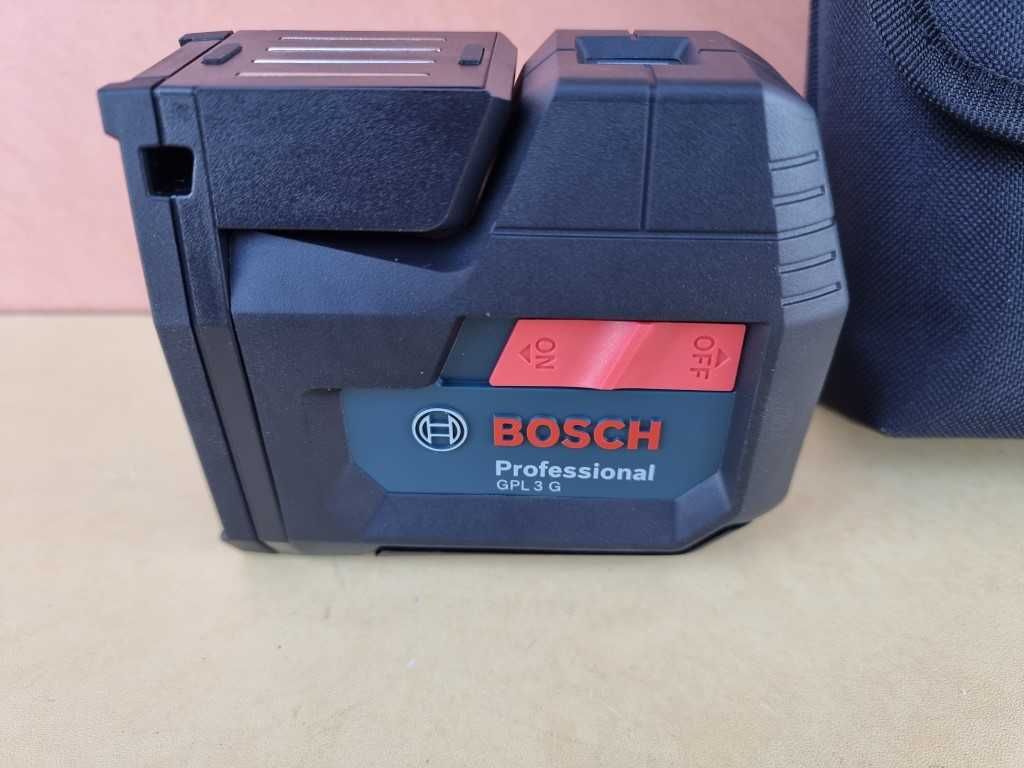 ON
OFF
BOSCH
Professional
GPL 3 G